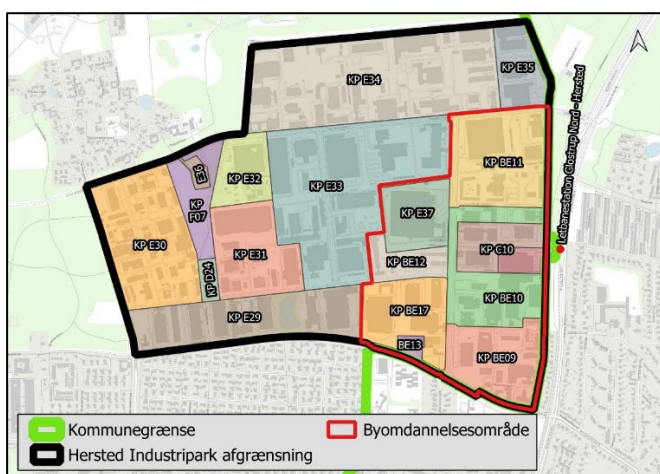 KP E34
KP E35
KP BE11
E36
KP E32
KP
F07
KP E33
KP E30
KP E37
KP C10
Letbanestation Glostrup Nord - Hersted
KP E31
KP D24
KP BE12
KP BE10
KP BE17
KP E29
BE13
KP BE09
Kommunegrænse
Byomdannelsesområde
Hersted Industripark afgrænsning